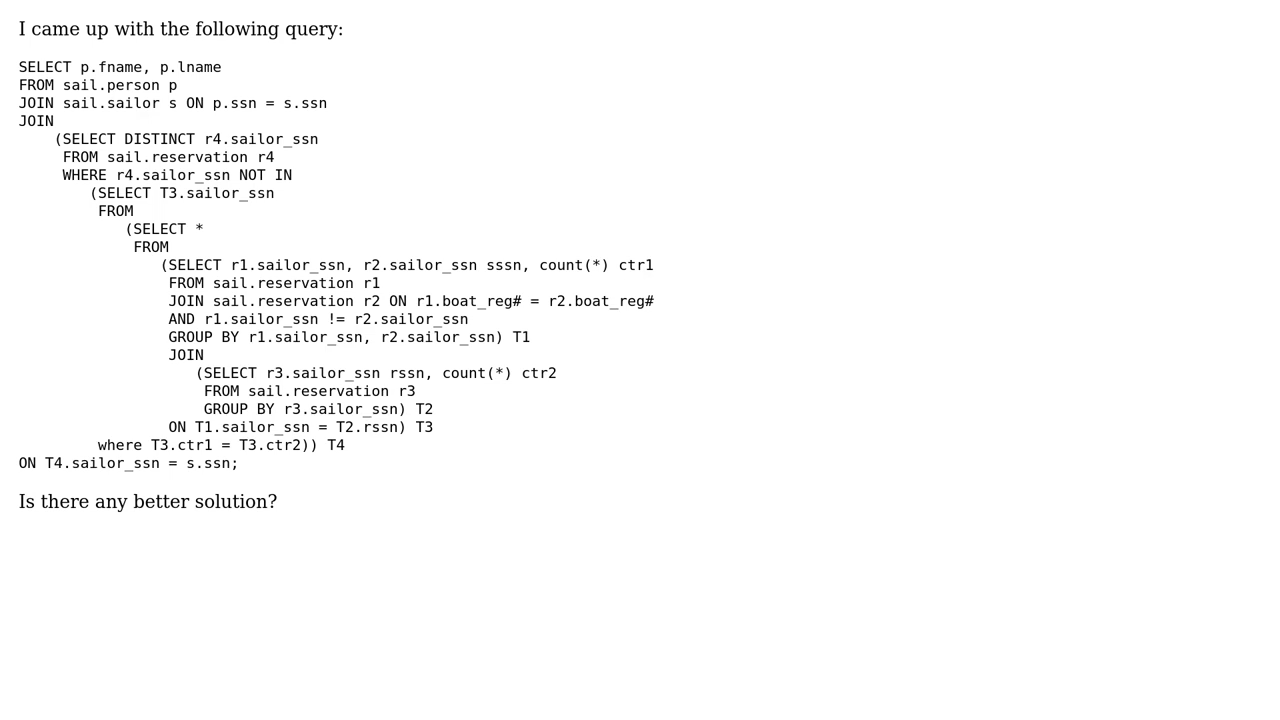 I came up with the following query:
SELECT p.fname, p.lname
FROM sail.person p
JOIN sail.sailor s ON p.ssn = s.ssn
JOIN
    (SELECT DISTINCT r4.sailor_ssn
     FROM sail.reservation r4
     WHERE r4.sailor_ssn NOT IN
        (SELECT T3.sailor_ssn
         FROM
            (SELECT *
             FROM
                (SELECT r1.sailor_ssn, r2.sailor_ssn sssn, count(*) ctr1
                 FROM sail.reservation r1
                 JOIN sail.reservation r2 ON r1.boat_reg# = r2.boat_reg#
                 AND r1.sailor_ssn != r2.sailor_ssn
                 GROUP BY r1.sailor_ssn, r2.sailor_ssn) T1
                 JOIN
                    (SELECT r3.sailor_ssn rssn, count(*) ctr2
                     FROM sail.reservation r3
                     GROUP BY r3.sailor_ssn) T2
                 ON T1.sailor_ssn = T2.rssn) T3
         where T3.ctr1 = T3.ctr2)) T4
ON T4.sailor_ssn = s.ssn;
Is there any better solution?